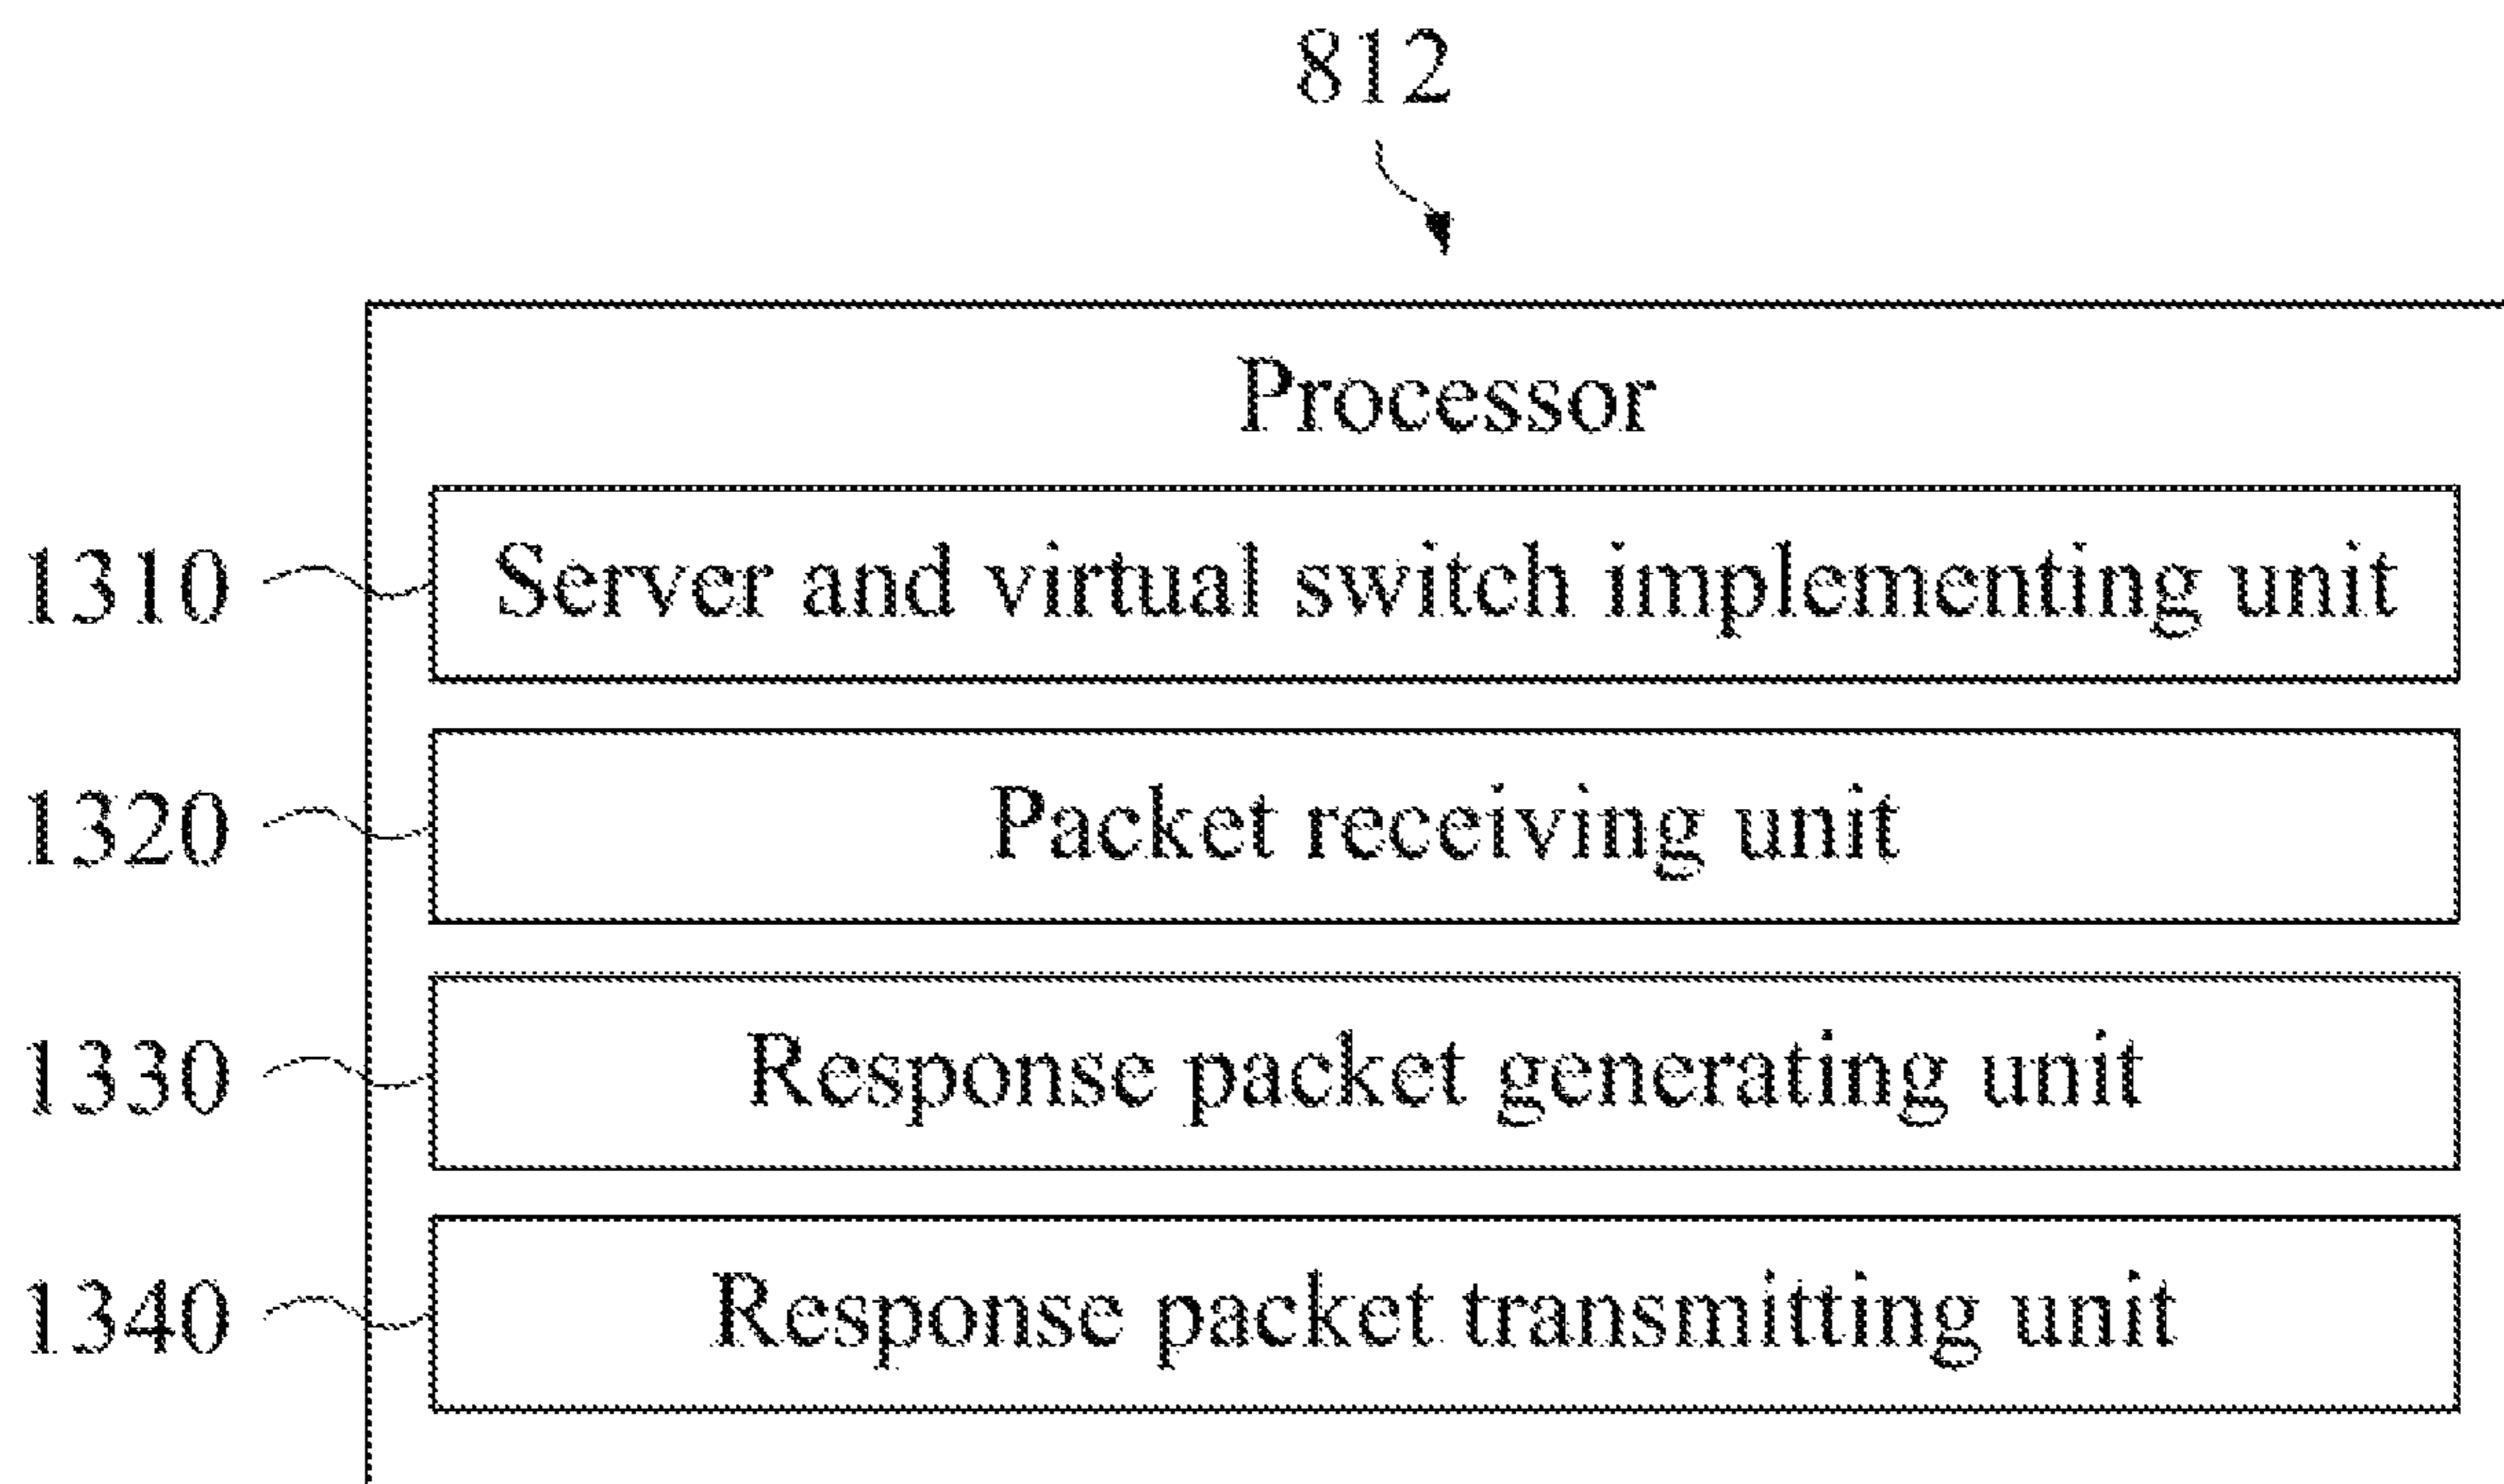 812
Processor
1310 Server and virtual switch implementing unit
1320 Packet receiving unit
1330 Response packet generating unit
1340 Response packet transmitting unit